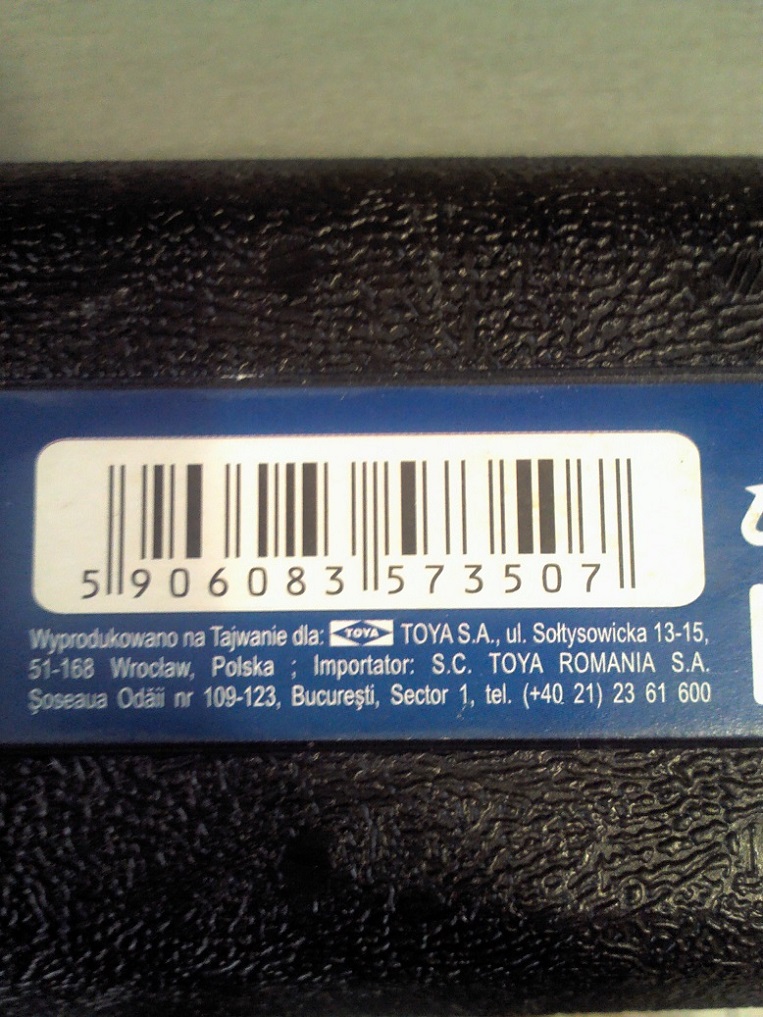 5 906083 573507
Wyprodukowano na Tajwanie dla: TOYA TOYA S.A., ul. Sołtysowicka 13-15,
51-168 Wrocław, Polska ; Importator: S.C. TOYA ROMANIA S.A.
Şoseaua Odăii nr 109-123, Bucureşti, Sector 1, tel. (+40 21) 23 61 600